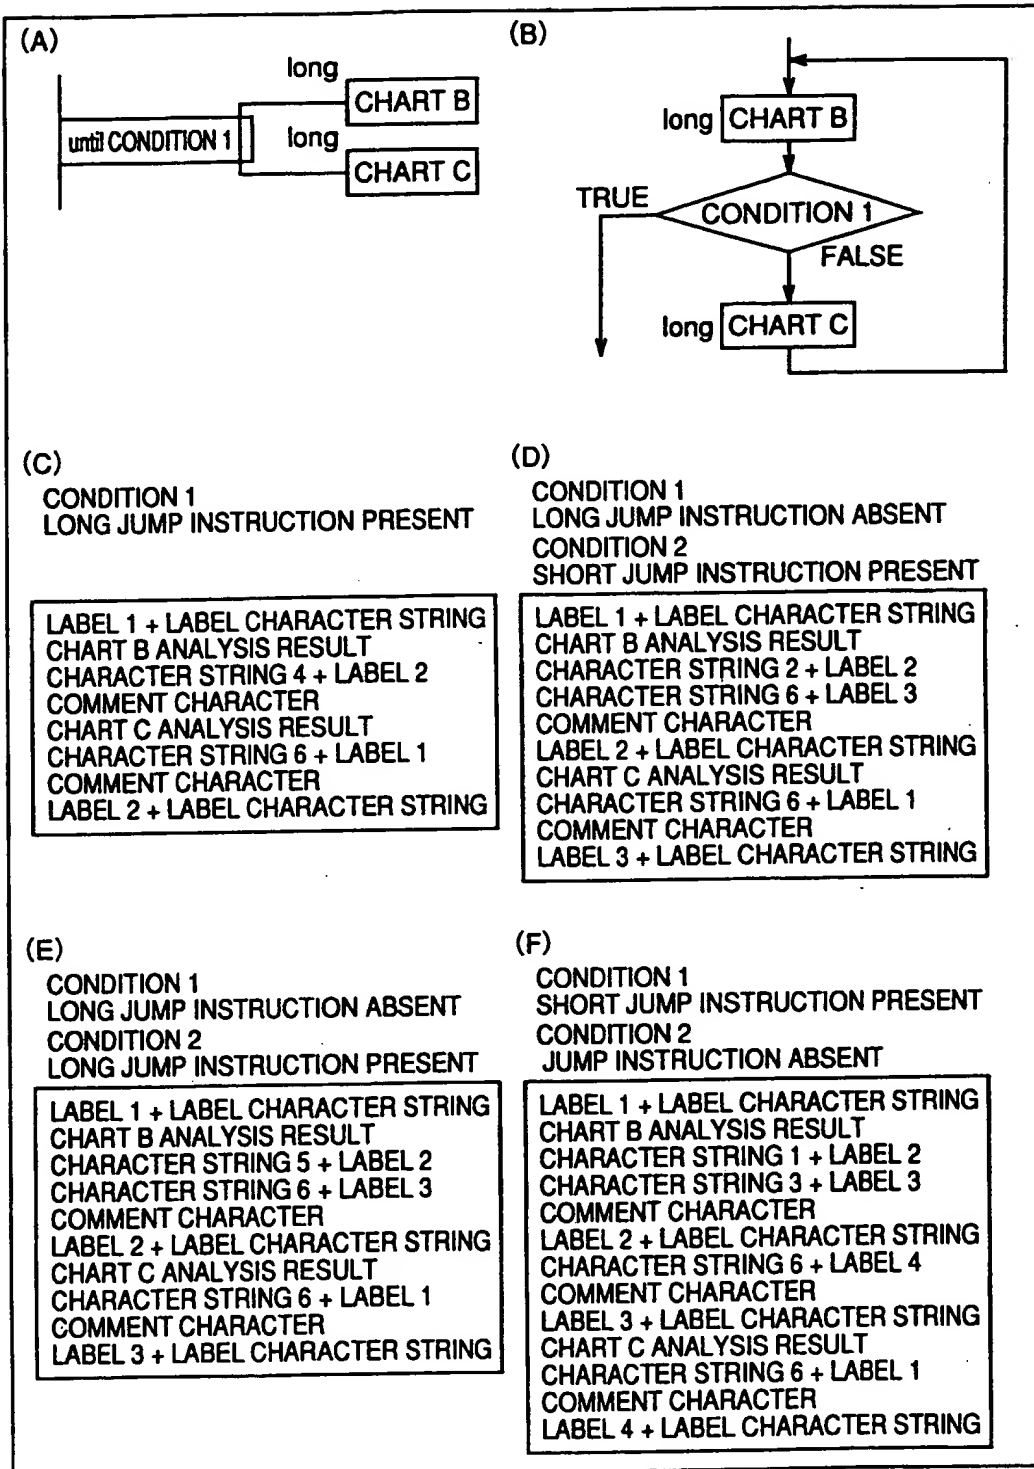 (A)
long
CHART B
until CONDITION 1
long
CHART C
(B)
long CHART B
TRUE
CONDITION 1
FALSE
long CHART C
(C)
CONDITION 1
LONG JUMP INSTRUCTION PRESENT
LABEL 1 + LABEL CHARACTER STRING
CHART B ANALYSIS RESULT
CHARACTER STRING 4 + LABEL 2
COMMENT CHARACTER
CHART C ANALYSIS RESULT
CHARACTER STRING 6 + LABEL 1
COMMENT CHARACTER
LABEL 2 + LABEL CHARACTER STRING
(D)
CONDITION 1
LONG JUMP INSTRUCTION ABSENT
CONDITION 2
SHORT JUMP INSTRUCTION PRESENT
LABEL 1 + LABEL CHARACTER STRING
CHART B ANALYSIS RESULT
CHARACTER STRING 2 + LABEL 2
CHARACTER STRING 6 + LABEL 3
COMMENT CHARACTER
LABEL 2 + LABEL CHARACTER STRING
CHART C ANALYSIS RESULT
CHARACTER STRING 6 + LABEL 1
COMMENT CHARACTER
LABEL 3 + LABEL CHARACTER STRING
(E)
CONDITION 1
LONG JUMP INSTRUCTION ABSENT
CONDITION 2
LONG JUMP INSTRUCTION PRESENT
LABEL 1 + LABEL CHARACTER STRING
CHART B ANALYSIS RESULT
CHARACTER STRING 5 + LABEL 2
CHARACTER STRING 6 + LABEL 3
COMMENT CHARACTER
LABEL 2 + LABEL CHARACTER STRING
CHART C ANALYSIS RESULT
CHARACTER STRING 6 + LABEL 1
COMMENT CHARACTER
LABEL 3 + LABEL CHARACTER STRING
(F)
CONDITION 1
SHORT JUMP INSTRUCTION PRESENT
CONDITION 2
JUMP INSTRUCTION ABSENT
LABEL 1 + LABEL CHARACTER STRING
CHART B ANALYSIS RESULT
CHARACTER STRING 1 + LABEL 2
CHARACTER STRING 3 + LABEL 3
COMMENT CHARACTER
LABEL 2 + LABEL CHARACTER STRING
CHARACTER STRING 6 + LABEL 4
COMMENT CHARACTER
LABEL 3 + LABEL CHARACTER STRING
CHART C ANALYSIS RESULT
CHARACTER STRING 6 + LABEL 1
COMMENT CHARACTER
LABEL 4 + LABEL CHARACTER STRING